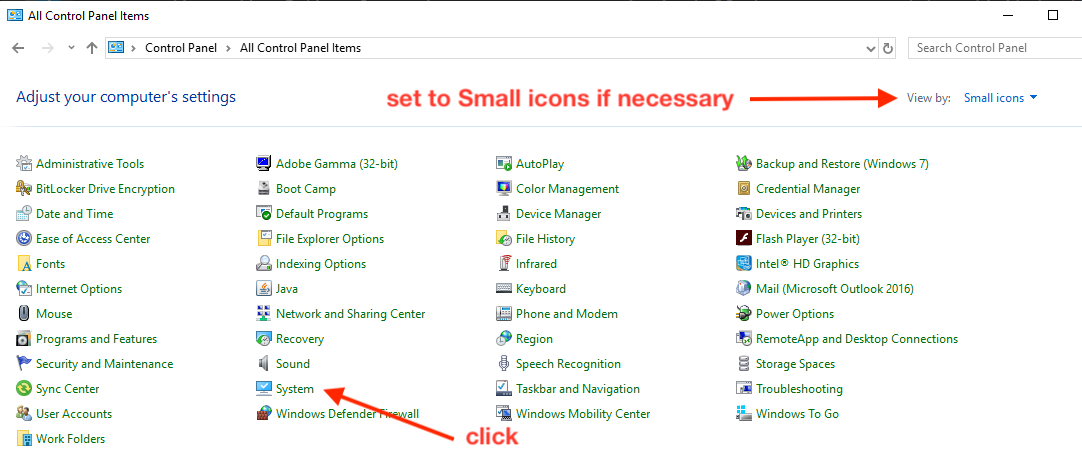 All Control Panel Items
Control Panel > All Control Panel Items
Search Control Panel
Adjust your computer's settings
set to Small icons if necessary
View by: Small icons
Administrative Tools
Adobe Gamma (32-bit)
AutoPlay
Backup and Restore (Windows 7)
BitLocker Drive Encryption
Boot Camp
Color Management
Credential Manager
Date and Time
Default Programs
Device Manager
Devices and Printers
Ease of Access Center
File Explorer Options
File History
Flash Player (32-bit)
Fonts
Indexing Options
Infrared
Intel® HD Graphics
Internet Options
Java
Keyboard
Mail (Microsoft Outlook 2016)
Mouse
Network and Sharing Center
Phone and Modem
Power Options
Programs and Features
Recovery
Region
RemoteApp and Desktop Connections
Security and Maintenance
Sound
Speech Recognition
Storage Spaces
Sync Center
System
Taskbar and Navigation
Troubleshooting
User Accounts
Windows Defender Firewall
Windows Mobility Center
Windows To Go
Work Folders
click